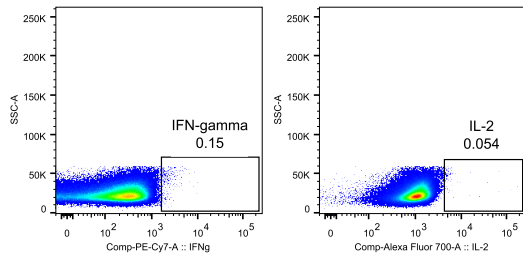 250K
200K
150K
100K
50K
0
SSC-A
IFN-gamma
0.15
0 10² 10³ 10⁴ 10⁵
Comp-PE-Cy7-A :: IFNg
250K
200K
150K
100K
50K
0
SSC-A
IL-2
0.054
0 10² 10³ 10⁴ 10⁵
Comp-Alexa Fluor 700-A :: IL-2